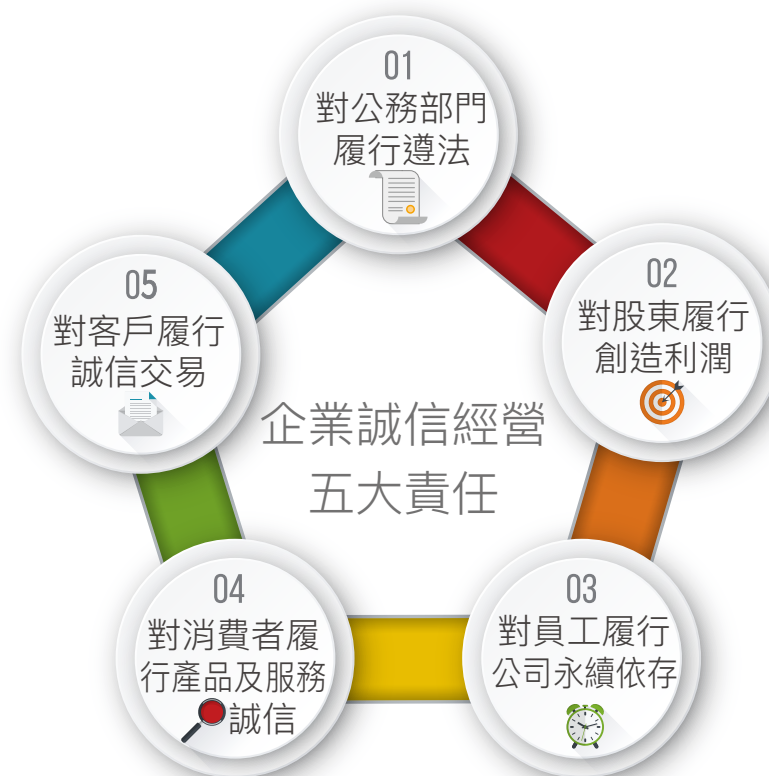 01
對公務部門
履行遵法
02
對股東履行
創造利潤
03
對員工履行
公司永續依存
04
對消費者履
行產品及服務
誠信
05
對客戶履行
誠信交易
企業誠信經營
五大責任